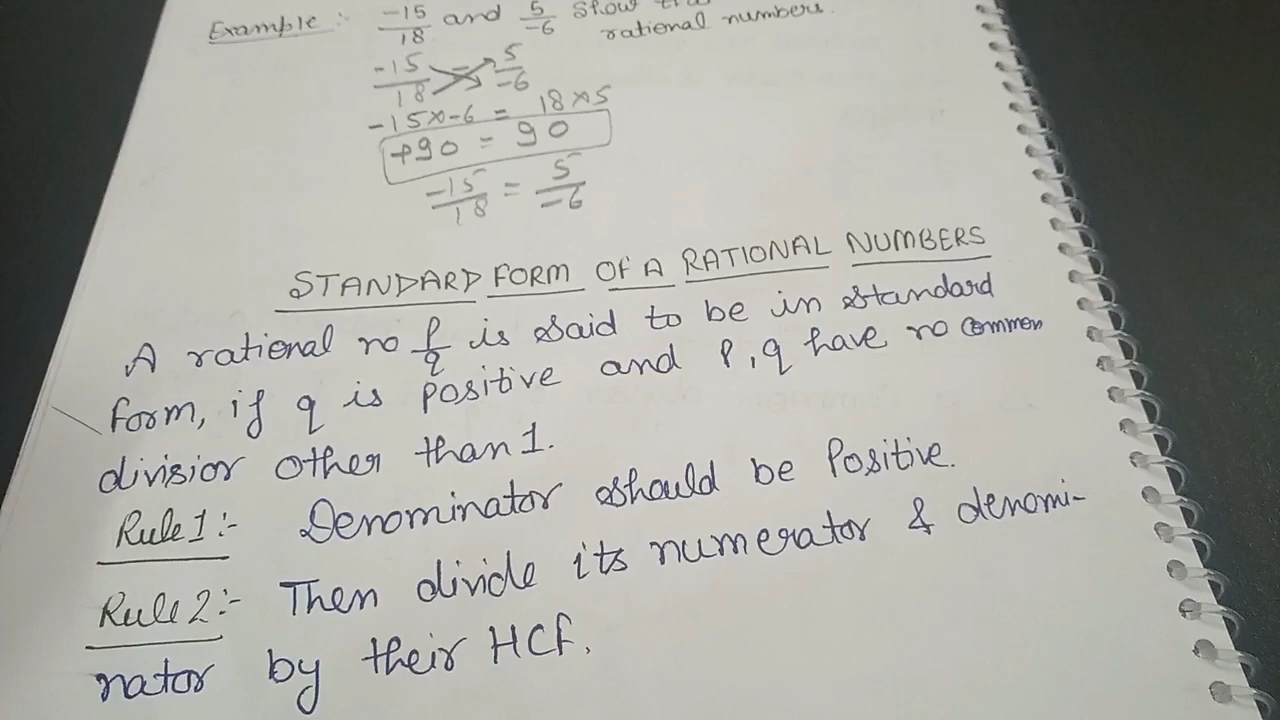 Example :- -15/18 and 5/-6 show
rational numbers.
-15/18 = 5/-6
-15×-6 = 18×5
+90 = 90
-15/18 = 5/-6
STANDARD FORM OF A RATIONAL NUMBERS
A rational no p/q is said to be in standard
form, if q is positive and P, q have no common
divisior other than 1.
Rule 1:- Denominator should be Positive.
Rule 2:- Then divide its numerator & denomi-
nator by their HCF.